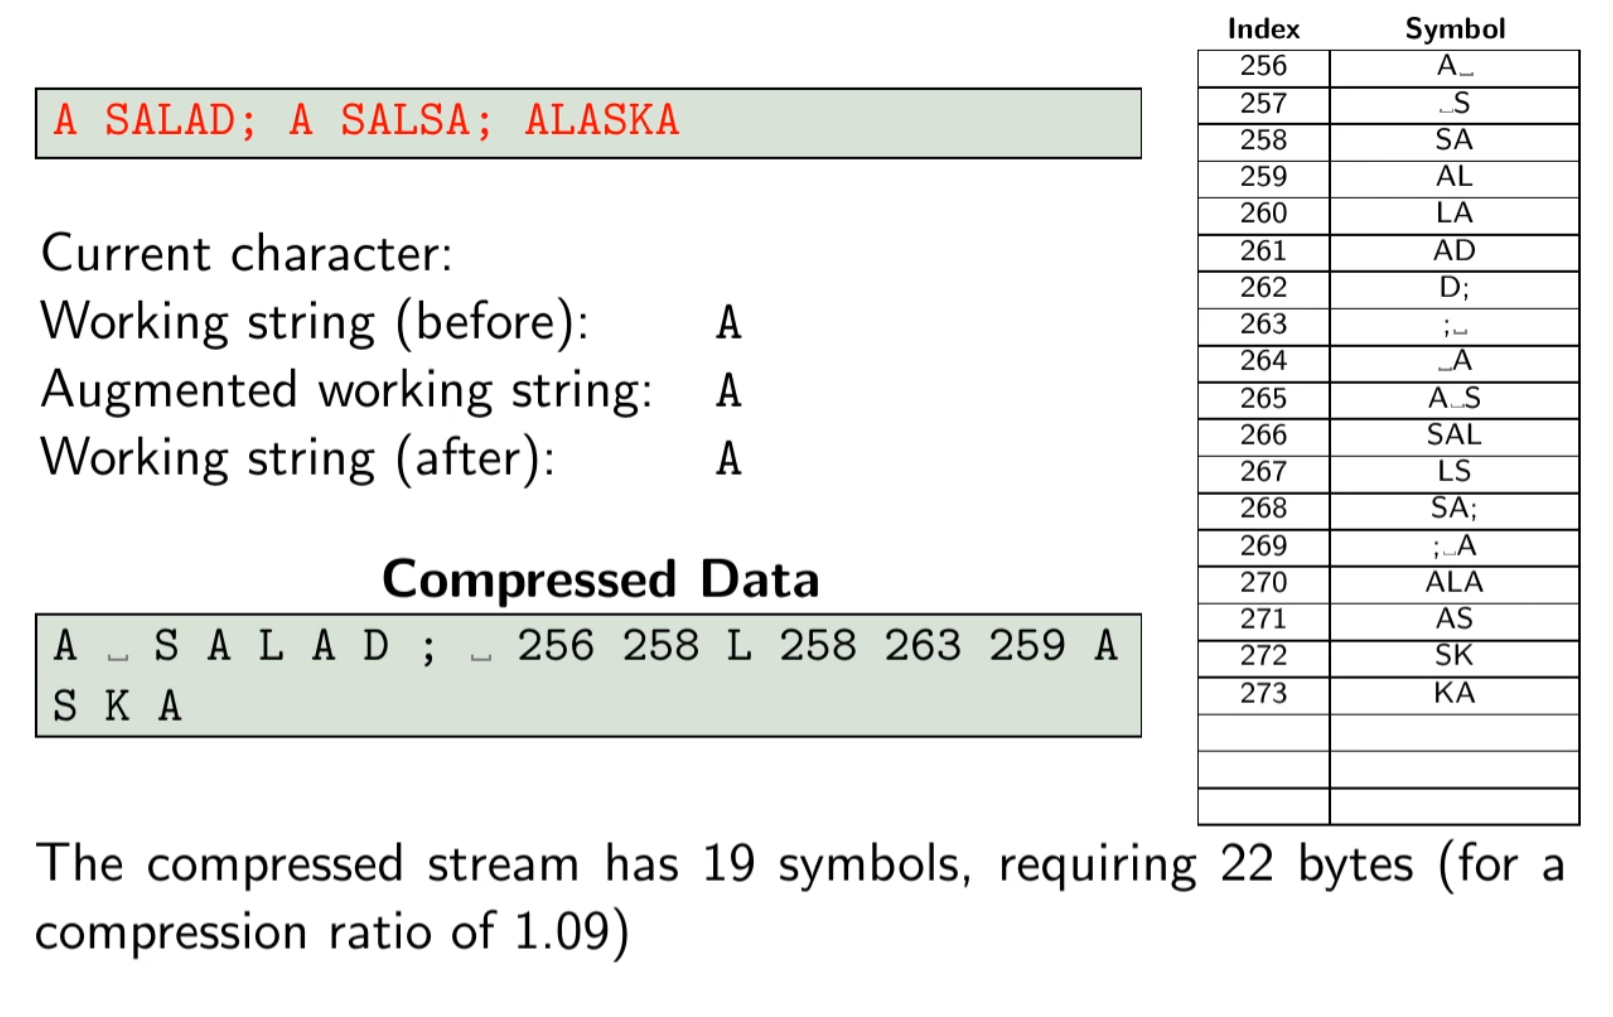 A SALAD; A SALSA; ALASKA
Current character:
Working string (before): A
Augmented working string: A
Working string (after): A
Compressed Data
A ␣ S A L A D ; ␣ 256 258 L 258 263 259 A
S K A
Index Symbol
256 A␣
257 ␣S
258 SA
259 AL
260 LA
261 AD
262 D;
263 ;␣
264 ␣A
265 A␣S
266 SAL
267 LS
268 SA;
269 ;␣A
270 ALA
271 AS
272 SK
273 KA
The compressed stream has 19 symbols, requiring 22 bytes (for a
compression ratio of 1.09)